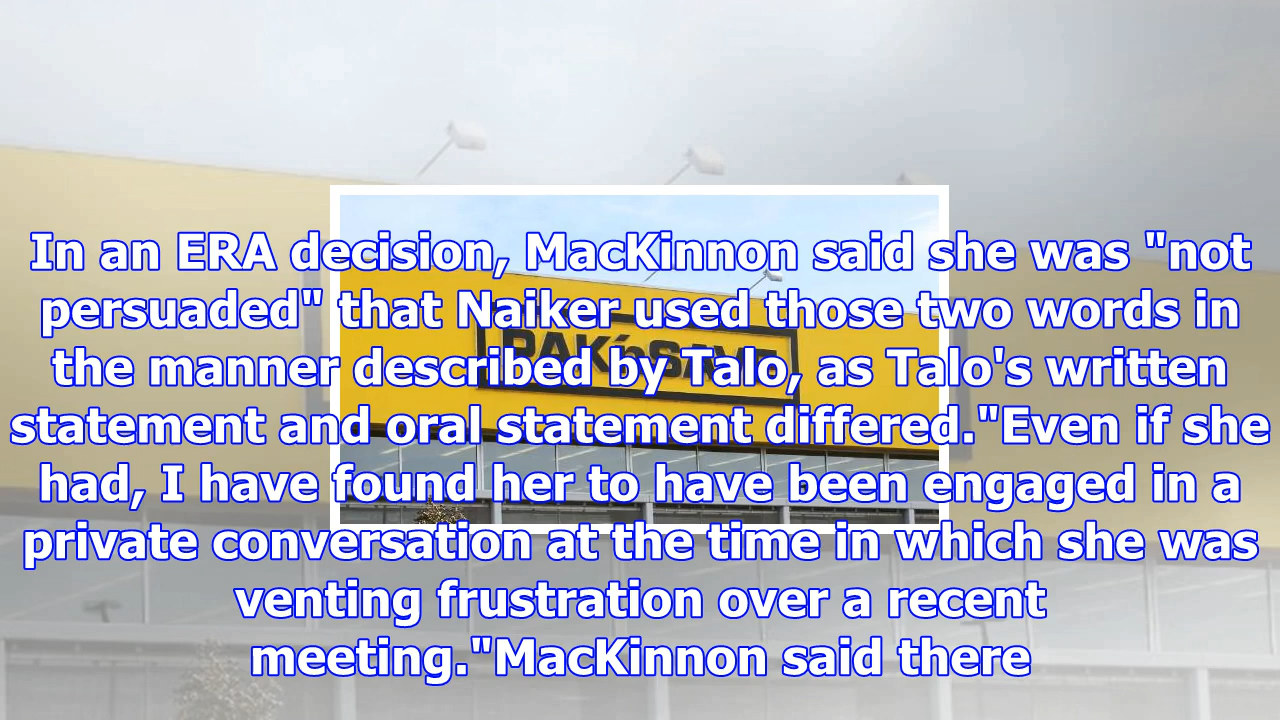 In an ERA decision, MacKinnon said she was "not
persuaded" that Naiker used those two words in
the manner described by Talo, as Talo's written
statement and oral statement differed."Even if she
had, I have found her to have been engaged in a
private conversation at the time in which she was
venting frustration over a recent
meeting."MacKinnon said there
PAK'nSAVE